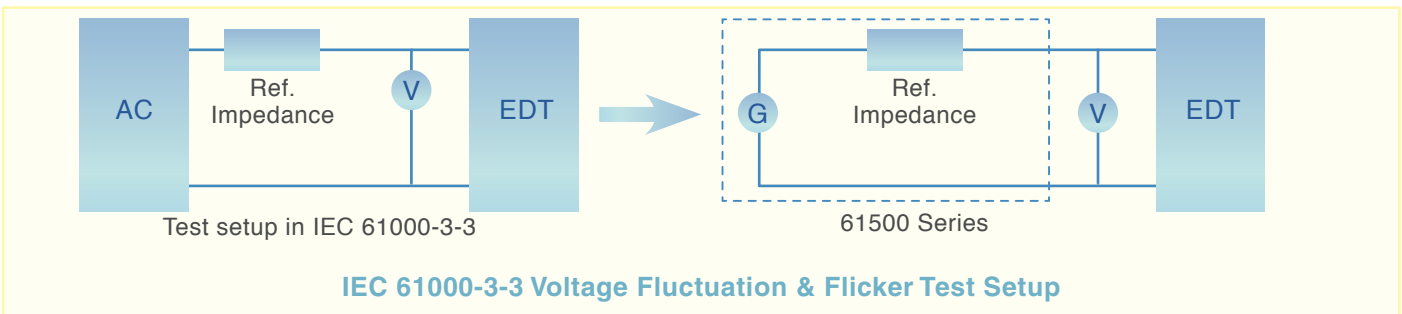 AC
Ref.
Impedance
V
EDT
Test setup in IEC 61000-3-3
G
Ref.
Impedance
V
EDT
61500 Series
IEC 61000-3-3 Voltage Fluctuation & Flicker Test Setup